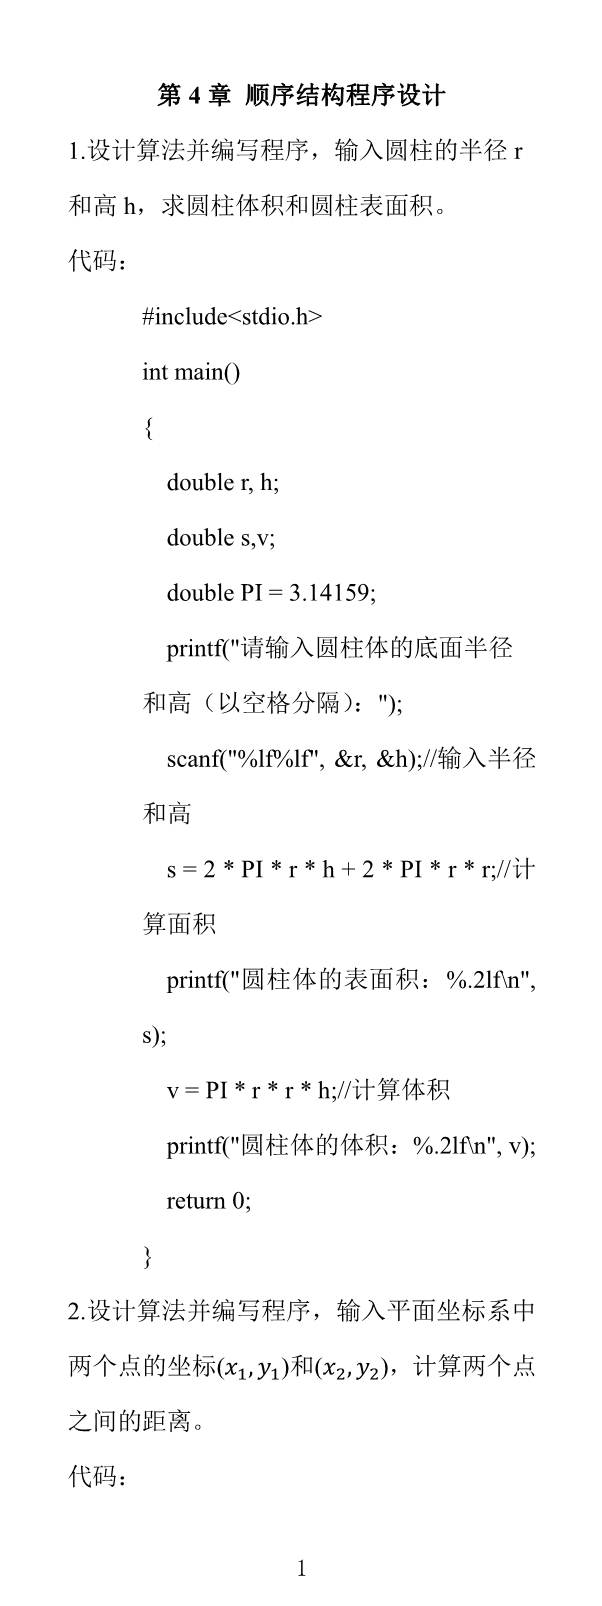 第 4 章 顺序结构程序设计
1.设计算法并编写程序，输入圆柱的半径 r
和高 h，求圆柱体积和圆柱表面积。
代码：
#include<stdio.h>
int main()
{
double r, h;
double s,v;
double PI = 3.14159;
printf("请输入圆柱体的底面半径
和高（以空格分隔）：");
scanf("%lf%lf", &r, &h);//输入半径
和高
s = 2 * PI * r * h + 2 * PI * r * r;//计
算面积
printf("圆柱体的表面积：%.2lf\n",
s);
v = PI * r * r * h;//计算体积
printf("圆柱体的体积：%.2lf\n", v);
return 0;
}
2.设计算法并编写程序，输入平面坐标系中
两个点的坐标(x₁, y₁)和(x₂, y₂)，计算两个点
之间的距离。
代码：
1